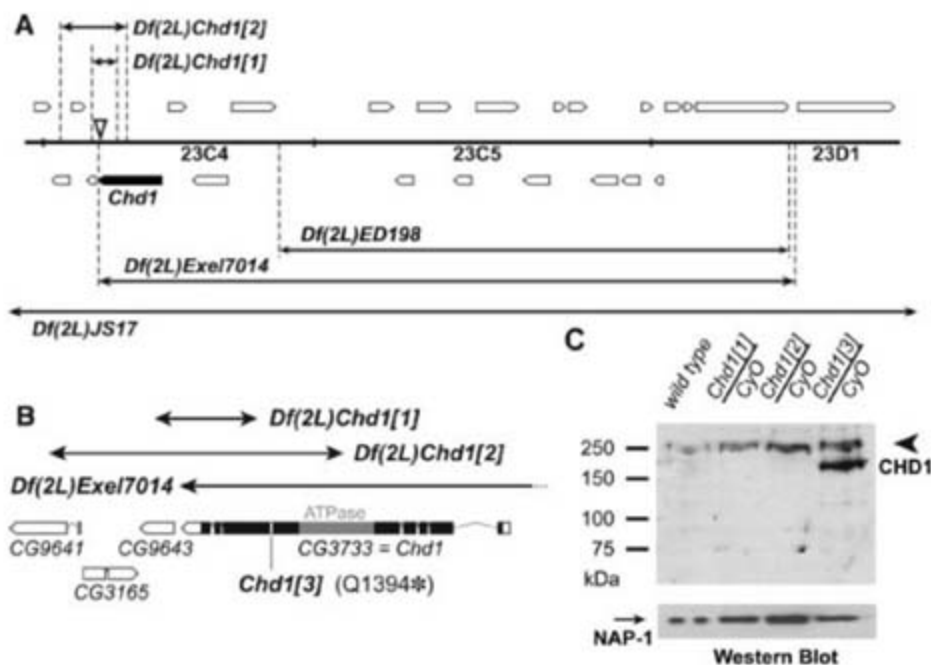 A
Df(2L)Chd1[2]
Df(2L)Chd1[1]
23C4
23C5
23D1
Chd1
Df(2L)ED198
Df(2L)Exel7014
Df(2L)JS17
B
Df(2L)Chd1[1]
Df(2L)Chd1[2]
Df(2L)Exel7014
ATPase
CG9641
CG9643
CG3733 = Chd1
CG3165
Chd1[3] (Q1394*)
C
wild type
Chd1[1]
CyO
Chd1[2]
CyO
Chd1[3]
CyO
250
150
CHD1
100
75
kDa
NAP-1
Western Blot